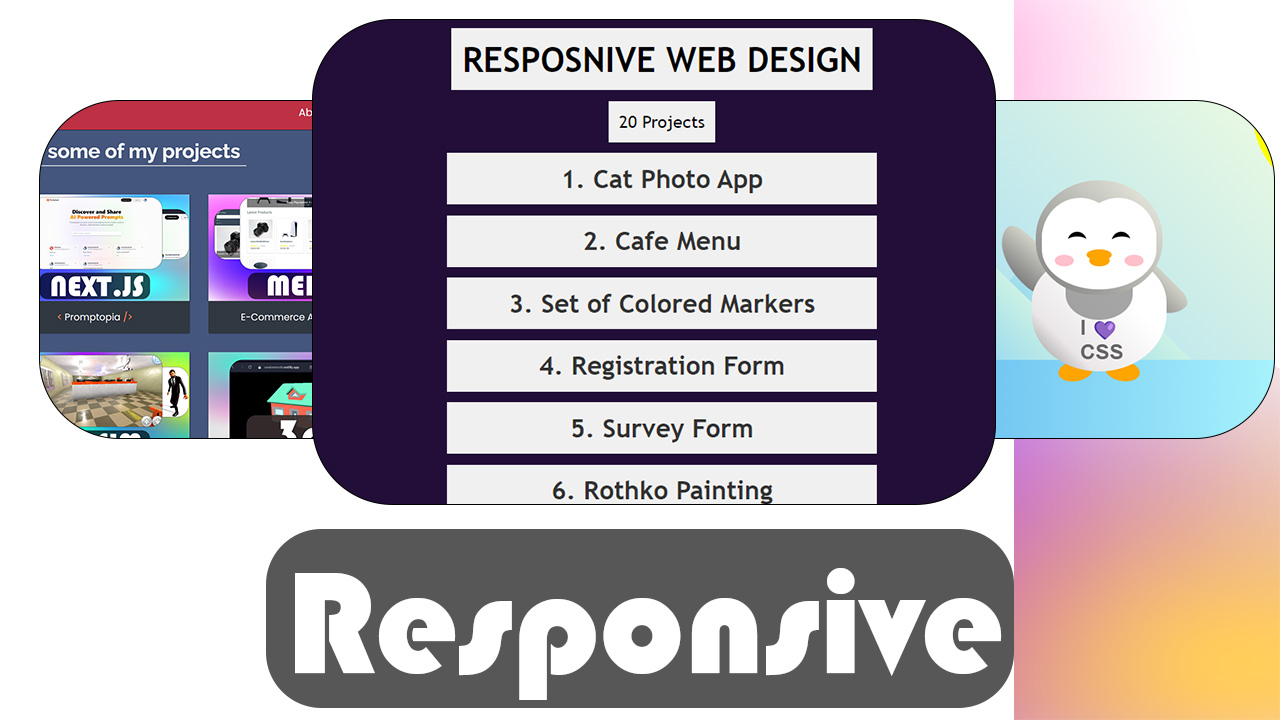 RESPOSNIVE WEB DESIGN
20 Projects
1. Cat Photo App
2. Cafe Menu
3. Set of Colored Markers
4. Registration Form
5. Survey Form
6. Rothko Painting
some of my projects
Discover and Share
AI Powered Prompts
NEXT.JS
< Promptopia />
Latest Products
E-Commerce A
I 💜
CSS
Responsive